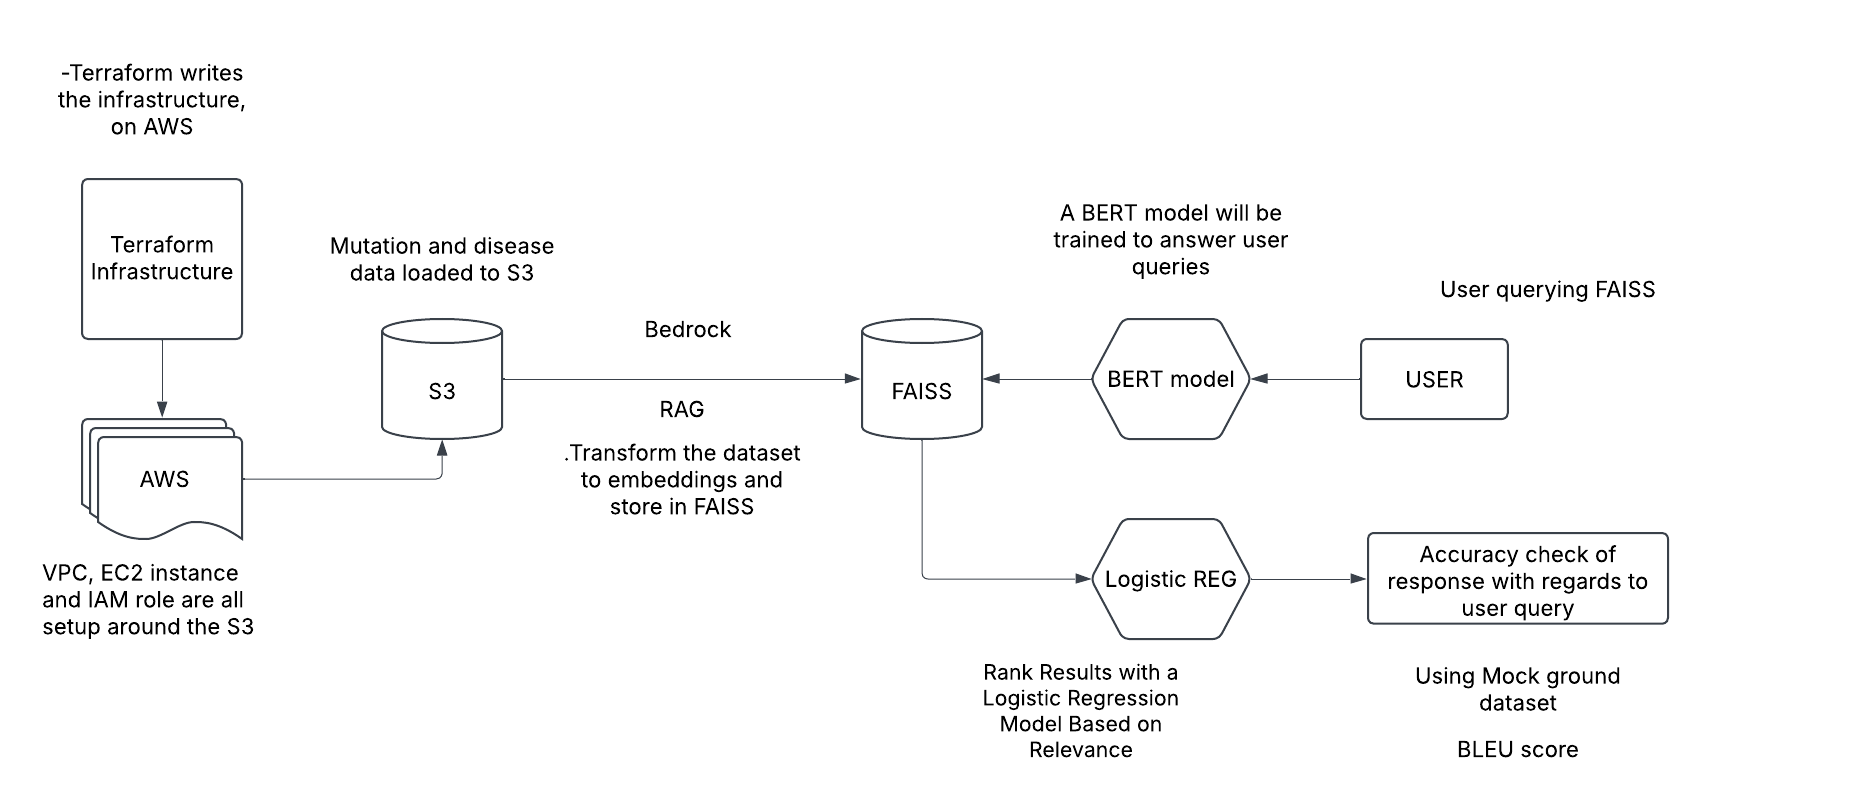 -Terraform writes
the infrastructure,
on AWS
Terraform
Infrastructure
AWS
VPC, EC2 instance
and IAM role are all
setup around the S3
Mutation and disease
data loaded to S3
S3
Bedrock
RAG
.Transform the dataset
to embeddings and
store in FAISS
FAISS
A BERT model will be
trained to answer user
queries
BERT model
User querying FAISS
USER
Logistic REG
Rank Results with a
Logistic Regression
Model Based on
Relevance
Accuracy check of
response with regards to
user query
Using Mock ground
dataset
BLEU score